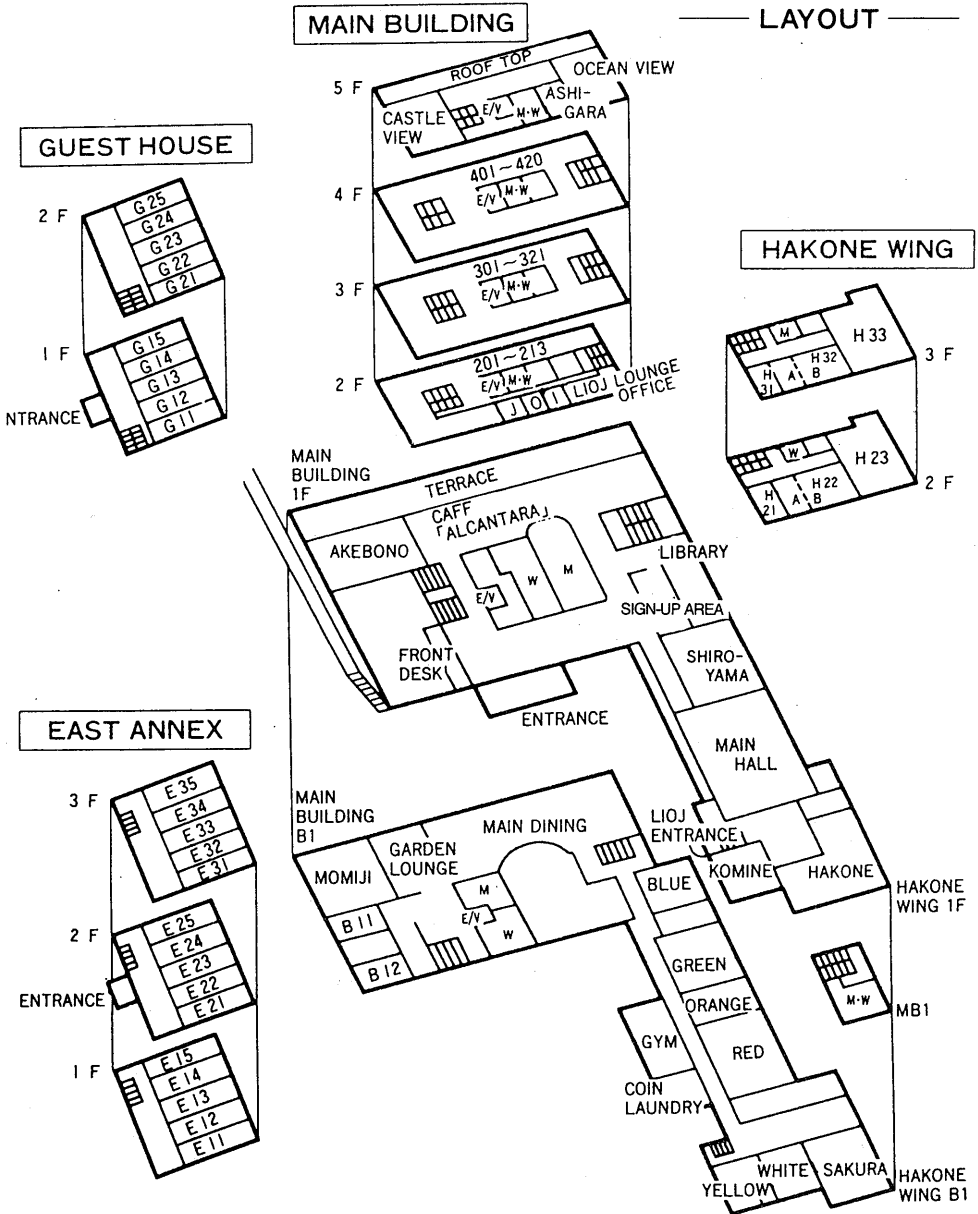 LAYOUT
MAIN BUILDING
5 F
ROOF TOP
OCEAN VIEW
CASTLE
VIEW
E/V
M·W
ASHI-
GARA
4 F
401~420
E/V
M·W
3 F
301~321
E/V
M·W
2 F
201~213
E/V
M·W
J
O
I
LIOJ LOUNGE
OFFICE
GUEST HOUSE
2 F
G 25
G 24
G 23
G 22
G 21
1 F
G 15
G 14
G 13
G 12
G 11
NTRANCE
HAKONE WING
M
H
31
A
H 32
B
H 33
3 F
W
H
21
A
H 22
B
H 23
2 F
MAIN
BUILDING
1F
TERRACE
CAFF
「ALCANTARA」
AKEBONO
E/V
W
M
LIBRARY
SIGN-UP AREA
FRONT
DESK
SHIRO-
YAMA
ENTRANCE
MAIN
HALL
LIOJ
ENTRANCE
KOMINE
HAKONE
HAKONE
WING 1F
EAST ANNEX
3 F
E 35
E 34
E 33
E 32
E 31
2 F
E 25
E 24
E 23
E 22
E 21
ENTRANCE
1 F
E 15
E 14
E 13
E 12
E 11
MAIN
BUILDING
B1
MAIN DINING
GARDEN
LOUNGE
MOMIJI
B 11
B 12
M
E/V
W
BLUE
GREEN
ORANGE
RED
GYM
COIN
LAUNDRY
M·W
MB1
YELLOW
WHITE
SAKURA
HAKONE
WING B1